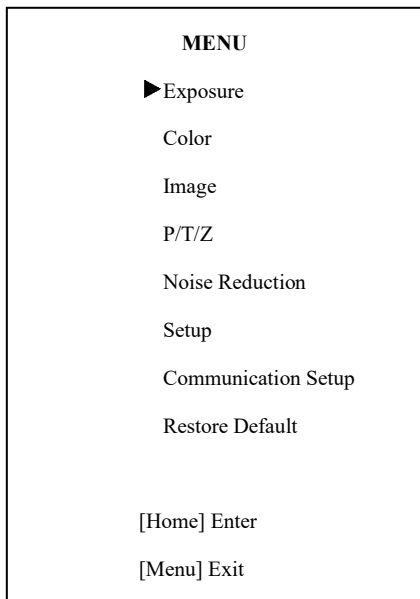 MENU
▶Exposure
Color
Image
P/T/Z
Noise Reduction
Setup
Communication Setup
Restore Default
[Home] Enter
[Menu] Exit